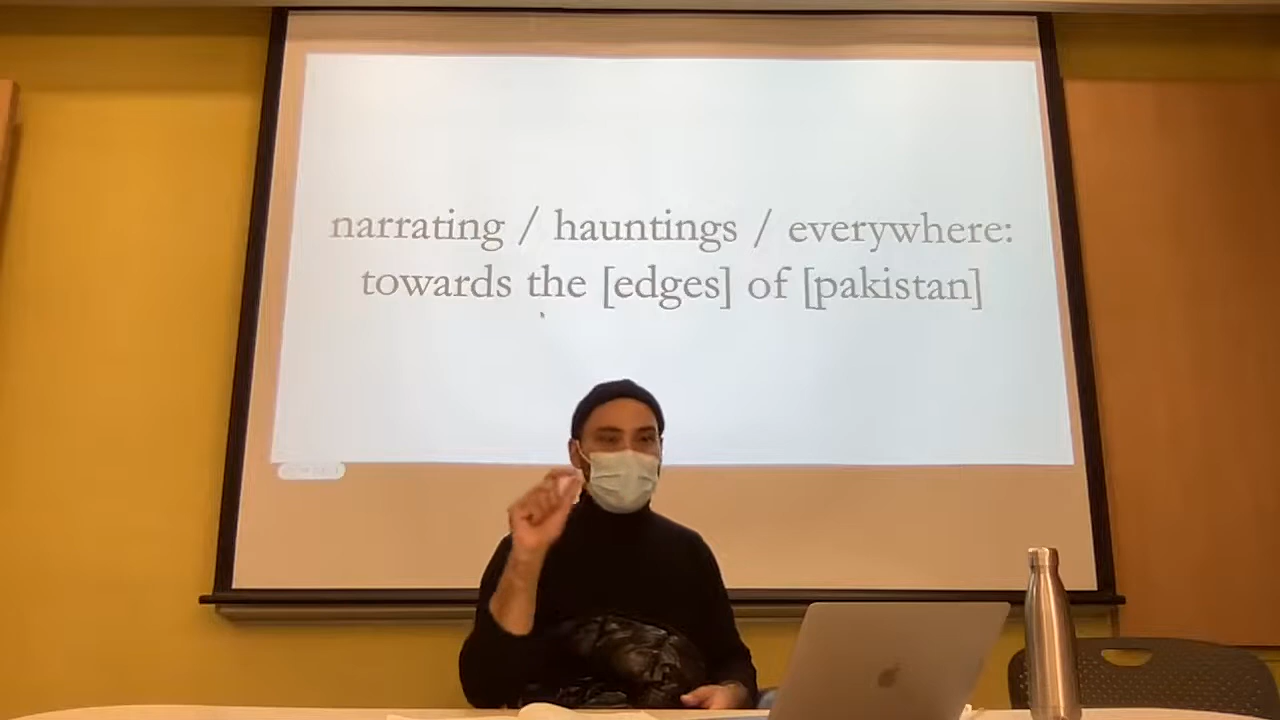 narrating / hauntings / everywhere:
towards the [edges] of [pakistan]